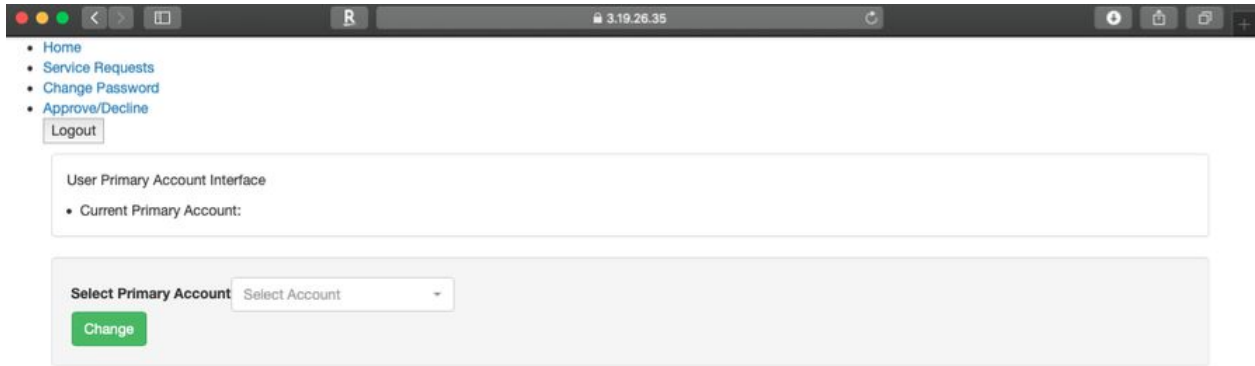 R 3.19.26.35
Home
Service Requests
Change Password
Approve/Decline
Logout
User Primary Account Interface
Current Primary Account:
Select Primary Account Select Account
Change